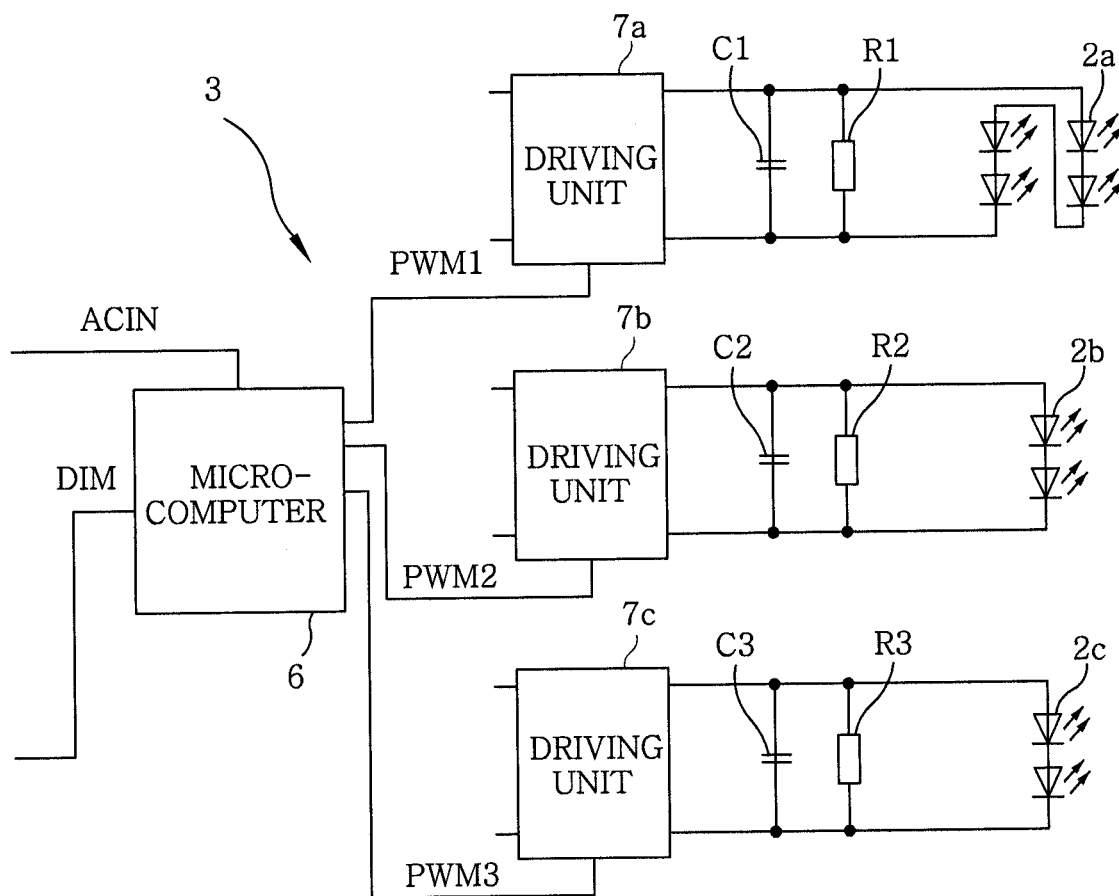 7a
C1
R1
2a
3
DRIVING
UNIT
PWM1
ACIN
7b
C2
R2
2b
DIM
MICRO-
COMPUTER
DRIVING
UNIT
PWM2
6
7c
C3
R3
2c
DRIVING
UNIT
PWM3